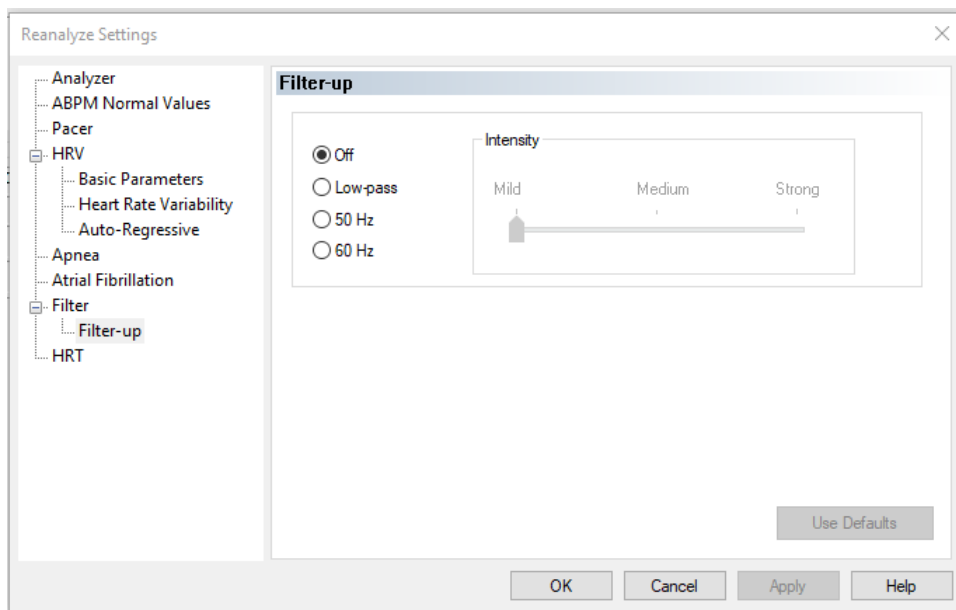 Reanalyze Settings
Analyzer
ABPM Normal Values
Pacer
HRV
Basic Parameters
Heart Rate Variability
Auto-Regressive
Apnea
Atrial Fibrillation
Filter
Filter-up
HRT
Filter-up
Off
Low-pass
50 Hz
60 Hz
Intensity
Mild Medium Strong
Use Defaults
OK Cancel Apply Help